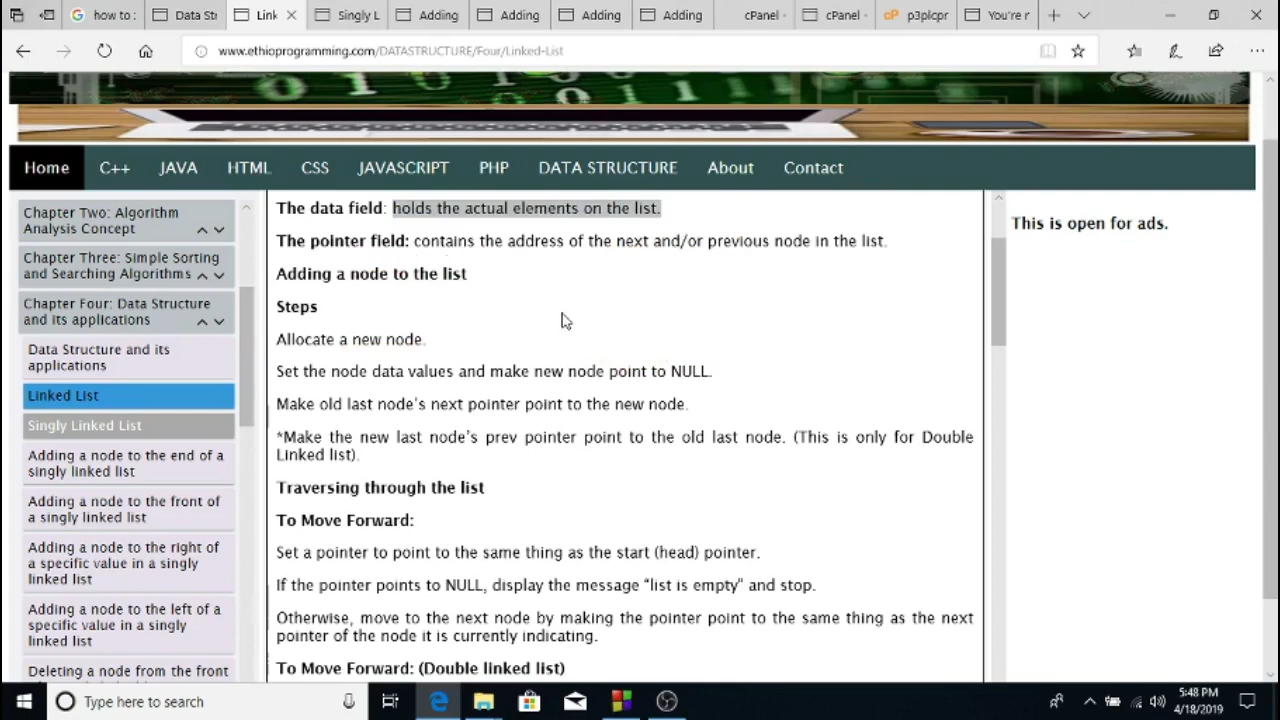 how to :
Data St
Link
Singly L
Adding
Adding
Adding
Adding
cPanel
cPanel
cP p3plcpr
You're r
www.ethioprogramming.com/DATASTRUCTURE/Four/Linked-List
Home C++ JAVA HTML CSS JAVASCRIPT PHP DATA STRUCTURE About Contact
Chapter Two: Algorithm
Analysis Concept
Chapter Three: Simple Sorting
and Searching Algorithms
Chapter Four: Data Structure
and its applications
Data Structure and its
applications
Linked List
Singly Linked List
Adding a node to the end of a
singly linked list
Adding a node to the front of
a singly linked list
Adding a node to the right of
a specific value in a singly
linked list
Adding a node to the left of a
specific value in a singly
linked list
Deleting a node from the front
The data field: holds the actual elements on the list.
The pointer field: contains the address of the next and/or previous node in the list.
Adding a node to the list
Steps
Allocate a new node.
Set the node data values and make new node point to NULL.
Make old last node's next pointer point to the new node.
*Make the new last node's prev pointer point to the old last node. (This is only for Double
Linked list).
Traversing through the list
To Move Forward:
Set a pointer to point to the same thing as the start (head) pointer.
If the pointer points to NULL, display the message “list is empty” and stop.
Otherwise, move to the next node by making the pointer point to the same thing as the next
pointer of the node it is currently indicating.
To Move Forward: (Double linked list)
This is open for ads.
Type here to search
5:48 PM
4/18/2019